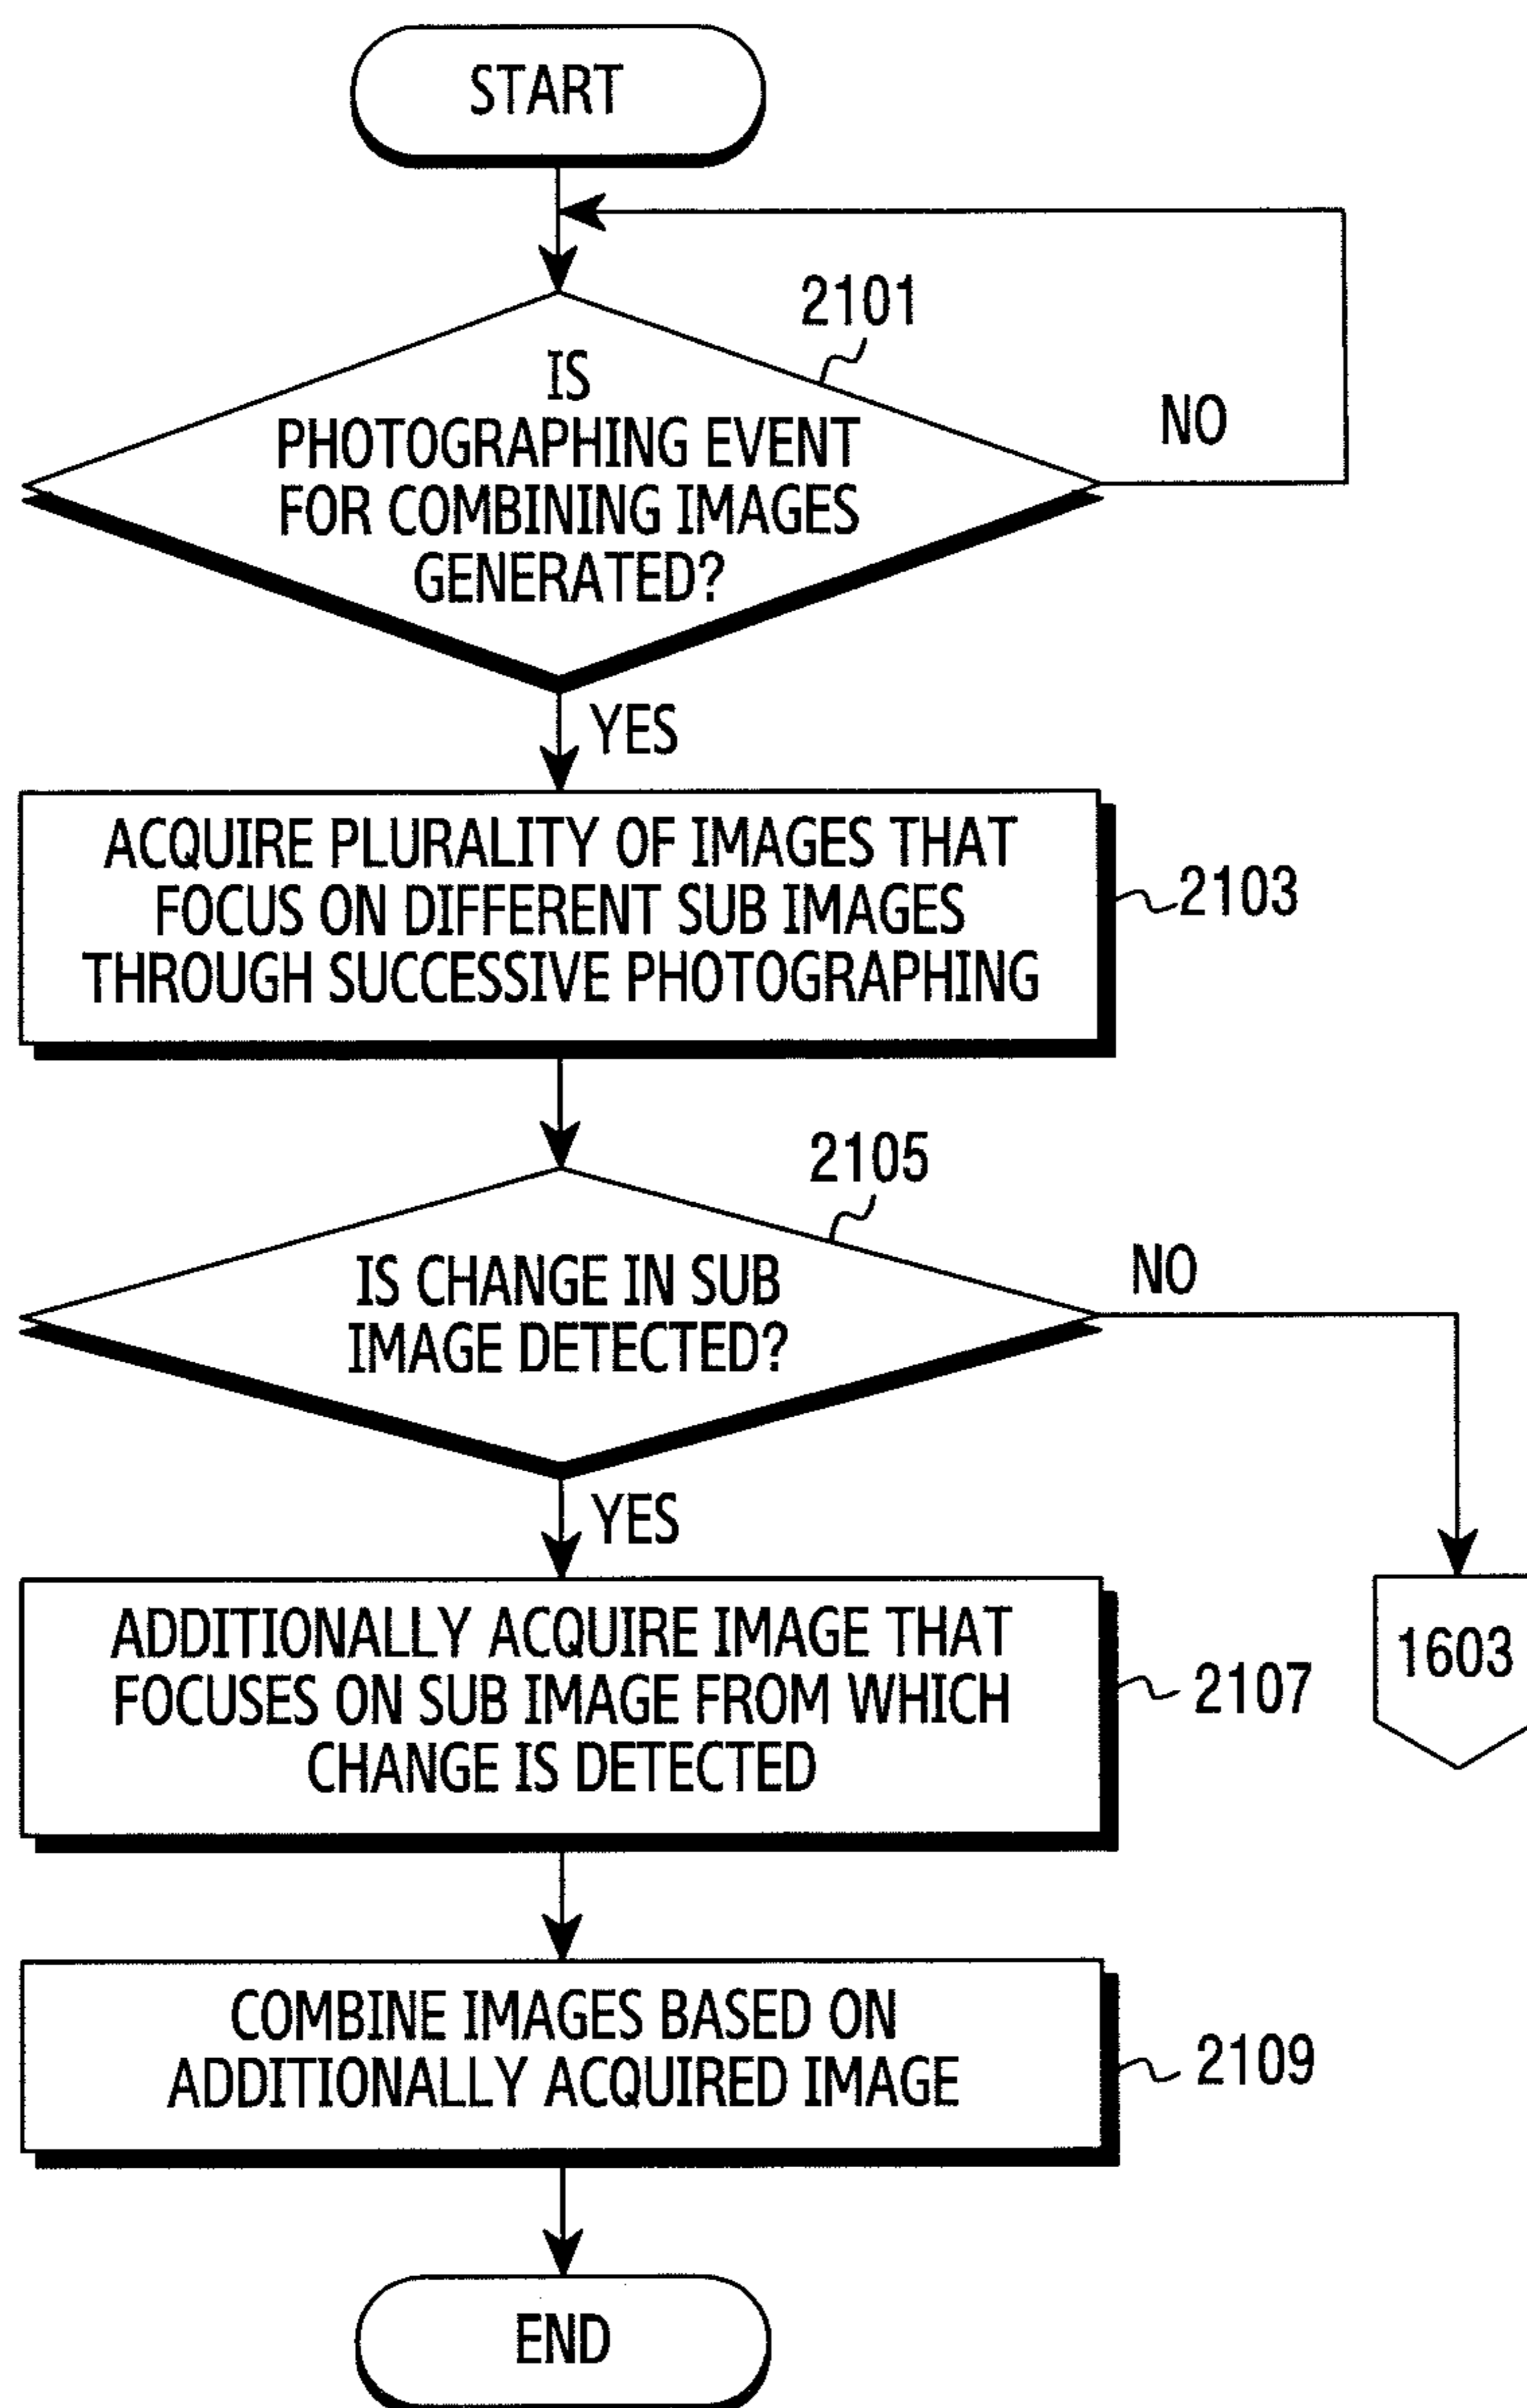 START
2101
IS
PHOTOGRAPHING EVENT
FOR COMBINING IMAGES
GENERATED?
NO
YES
ACQUIRE PLURALITY OF IMAGES THAT
FOCUS ON DIFFERENT SUB IMAGES
THROUGH SUCCESSIVE PHOTOGRAPHING
2103
2105
IS CHANGE IN SUB
IMAGE DETECTED?
NO
YES
ADDITIONALLY ACQUIRE IMAGE THAT
FOCUSES ON SUB IMAGE FROM WHICH
CHANGE IS DETECTED
2107
1603
COMBINE IMAGES BASED ON
ADDITIONALLY ACQUIRED IMAGE
2109
END